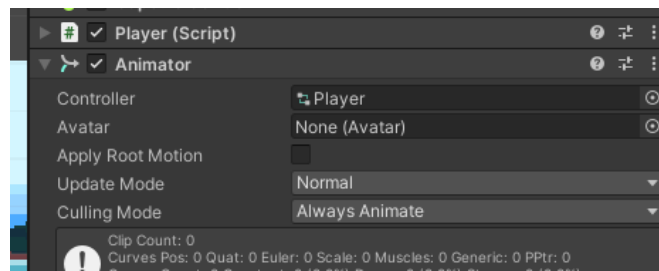 Player (Script)
Animator
Controller Player
Avatar None (Avatar)
Apply Root Motion
Update Mode Normal
Culling Mode Always Animate
Clip Count: 0
Curves Pos: 0 Quat: 0 Euler: 0 Scale: 0 Muscles: 0 Generic: 0 PPtr: 0